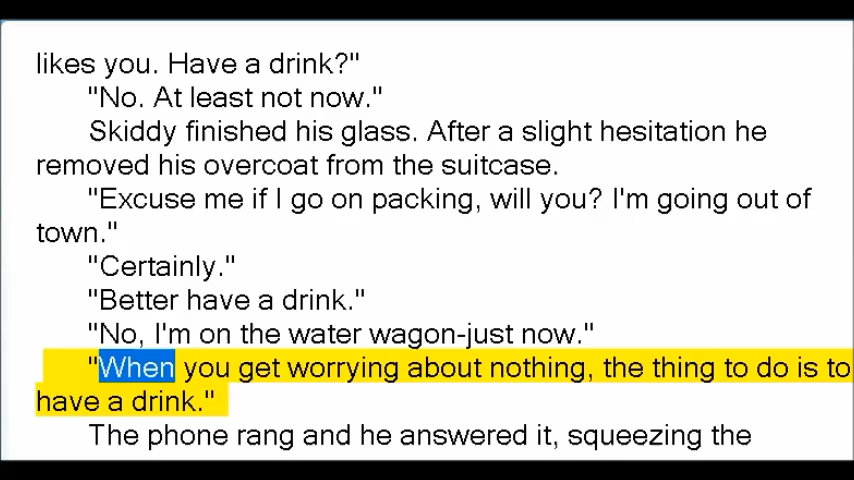 likes you. Have a drink?"
"No. At least not now."
Skiddy finished his glass. After a slight hesitation he
removed his overcoat from the suitcase.
"Excuse me if I go on packing, will you? I'm going out of
town."
"Certainly."
"Better have a drink."
"No, I'm on the water wagon-just now."
"When you get worrying about nothing, the thing to do is to
have a drink."
The phone rang and he answered it, squeezing the